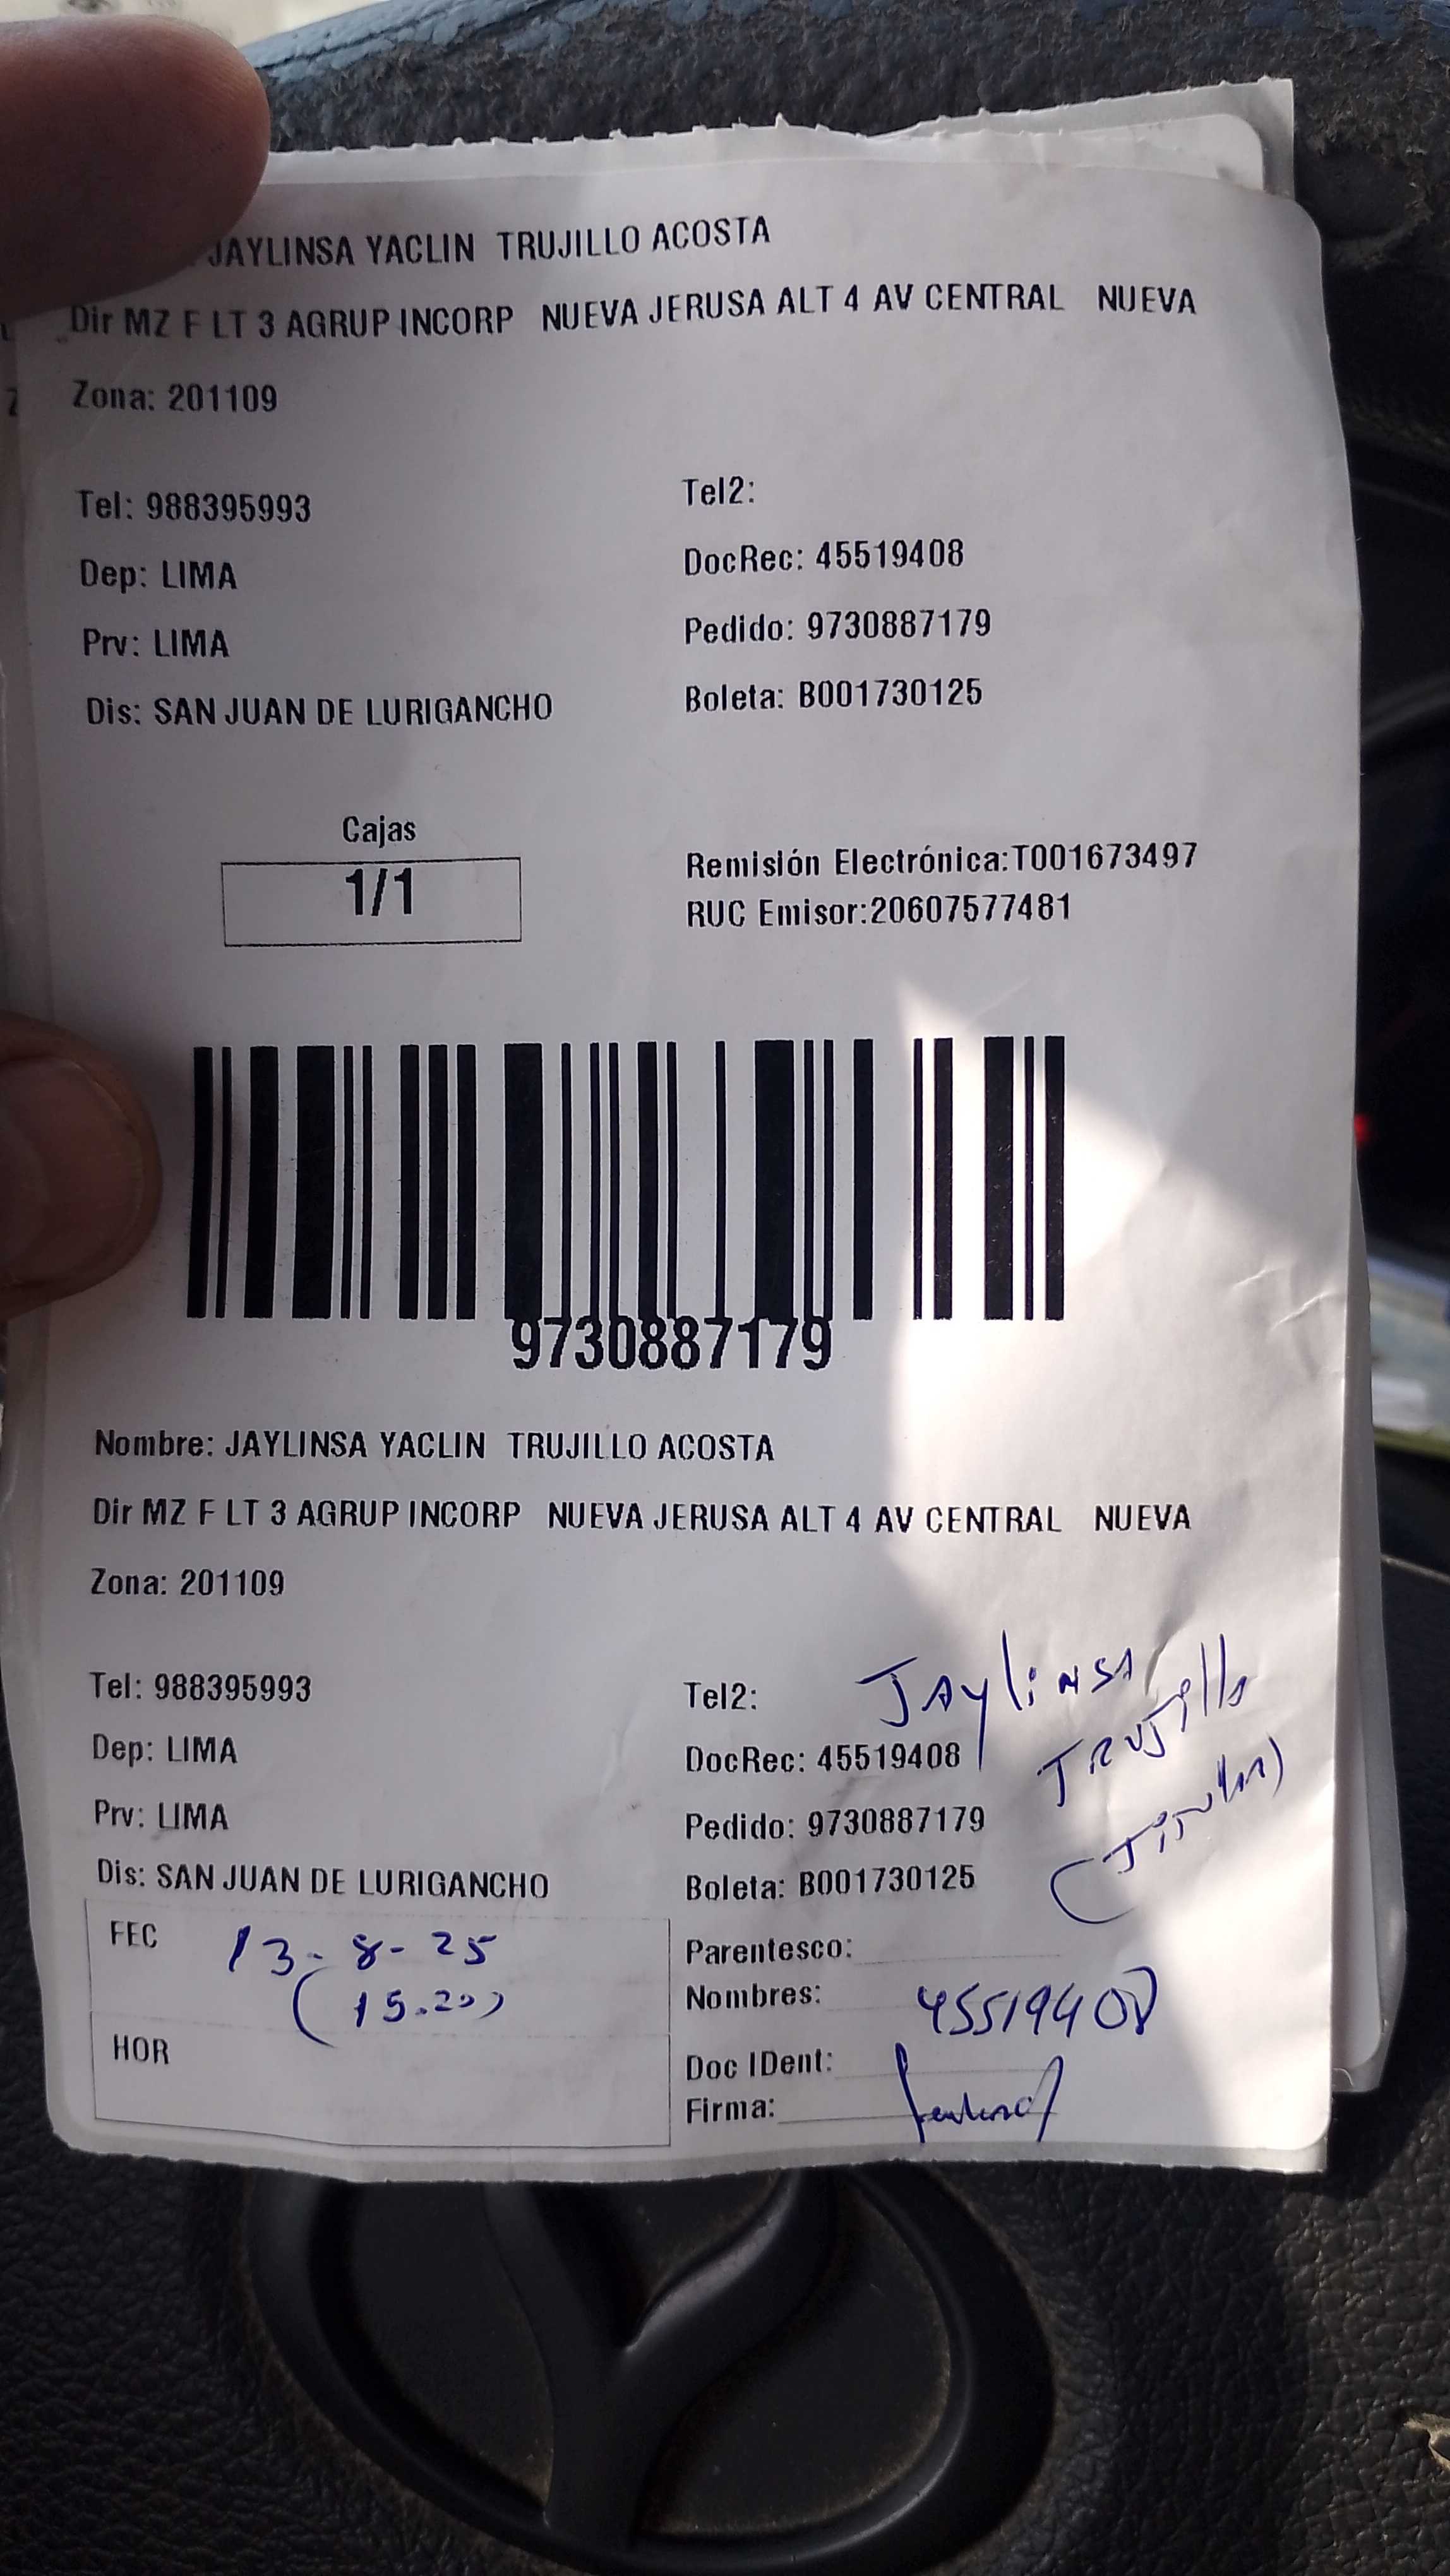 JAYLINSA YACLIN TRUJILLO ACOSTA
Dir MZ F LT 3 AGRUP INCORP NUEVA JERUSA ALT 4 AV CENTRAL NUEVA
Zona: 201109
Tel: 988395993
Tel2:
Dep: LIMA
DocRec: 45519408
Prv: LIMA
Pedido: 9730887179
Dis: SAN JUAN DE LURIGANCHO
Boleta: B001730125
Cajas
1/1
Remisión Electrónica:T001673497
RUC Emisor:20607577481
9730887179
Nombre: JAYLINSA YACLIN TRUJILLO ACOSTA
Dir MZ F LT 3 AGRUP INCORP NUEVA JERUSA ALT 4 AV CENTRAL NUEVA
Zona: 201109
Tel: 988395993
Tel2:
JAylinsA
Dep: LIMA
DocRec: 45519408
TRUJillo
Prv: LIMA
Pedido: 9730887179
(TiTulAR)
Dis: SAN JUAN DE LURIGANCHO
Boleta: B001730125
FEC 13-8-25
(15.20)
HOR
Parentesco:
Nombres:
45519408
Doc IDent:
Firma: